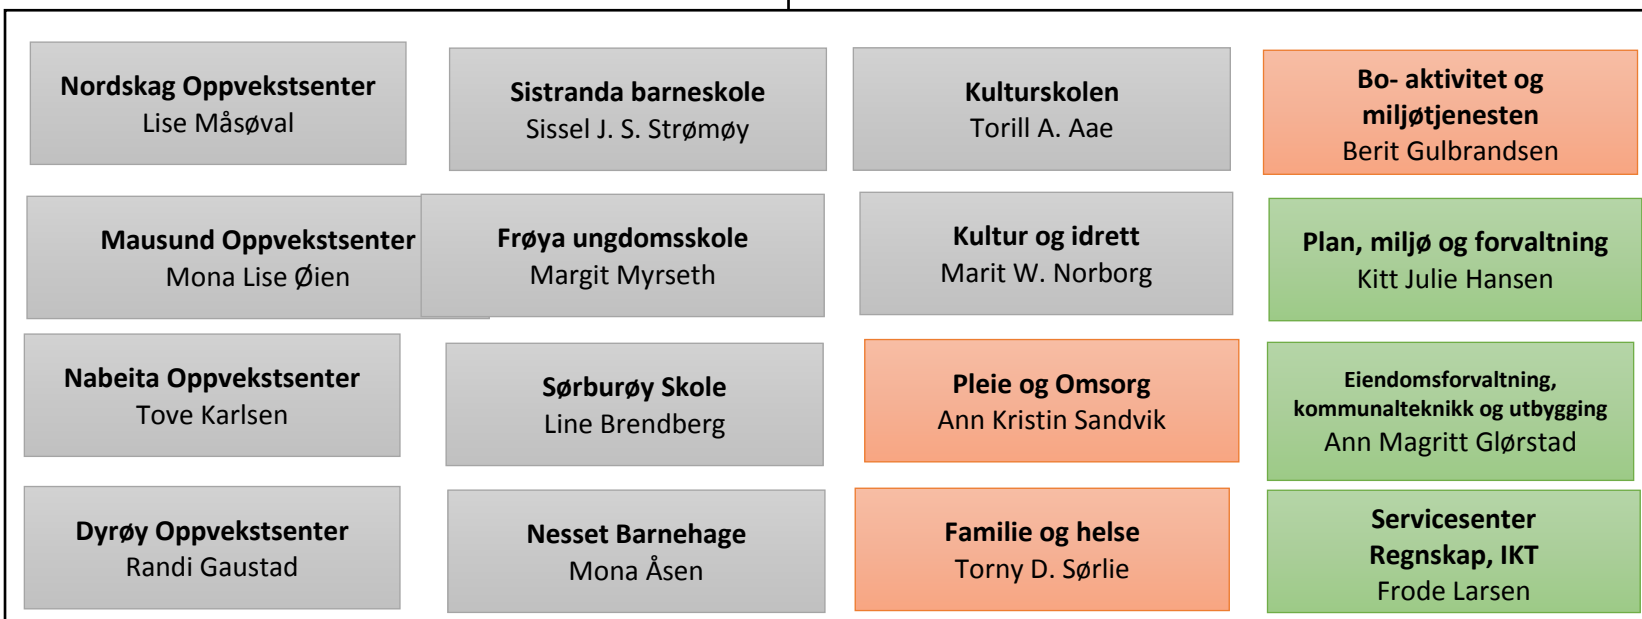 Nordskag Oppvekstsenter
Lise Måsøval
Sistranda barneskole
Sissel J. S. Strømøy
Kulturskolen
Torill A. Aae
Bo- aktivitet og
miljøtjenesten
Berit Gulbrandsen
Mausund Oppvekstsenter
Mona Lise Øien
Frøya ungdomsskole
Margit Myrseth
Kultur og idrett
Marit W. Norborg
Plan, miljø og forvaltning
Kitt Julie Hansen
Nabeita Oppvekstsenter
Tove Karlsen
Sørburøy Skole
Line Brendberg
Pleie og Omsorg
Ann Kristin Sandvik
Eiendomsforvaltning,
kommunalteknikk og utbygging
Ann Magritt Glørstad
Dyrøy Oppvekstsenter
Randi Gaustad
Nesset Barnehage
Mona Åsen
Familie og helse
Torny D. Sørlie
Servicesenter
Regnskap, IKT
Frode Larsen